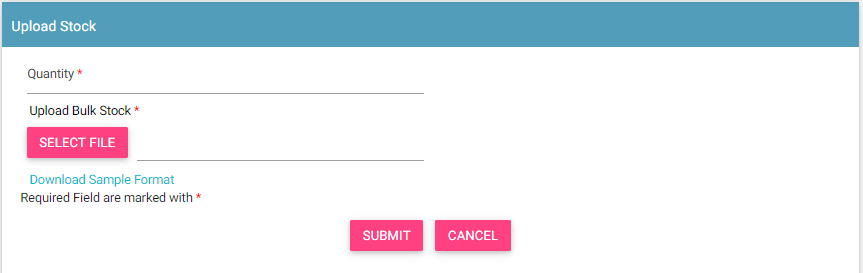 Upload Stock
Quantity *
Upload Bulk Stock *
SELECT FILE
Download Sample Format
Required Field are marked with *
SUBMIT CANCEL